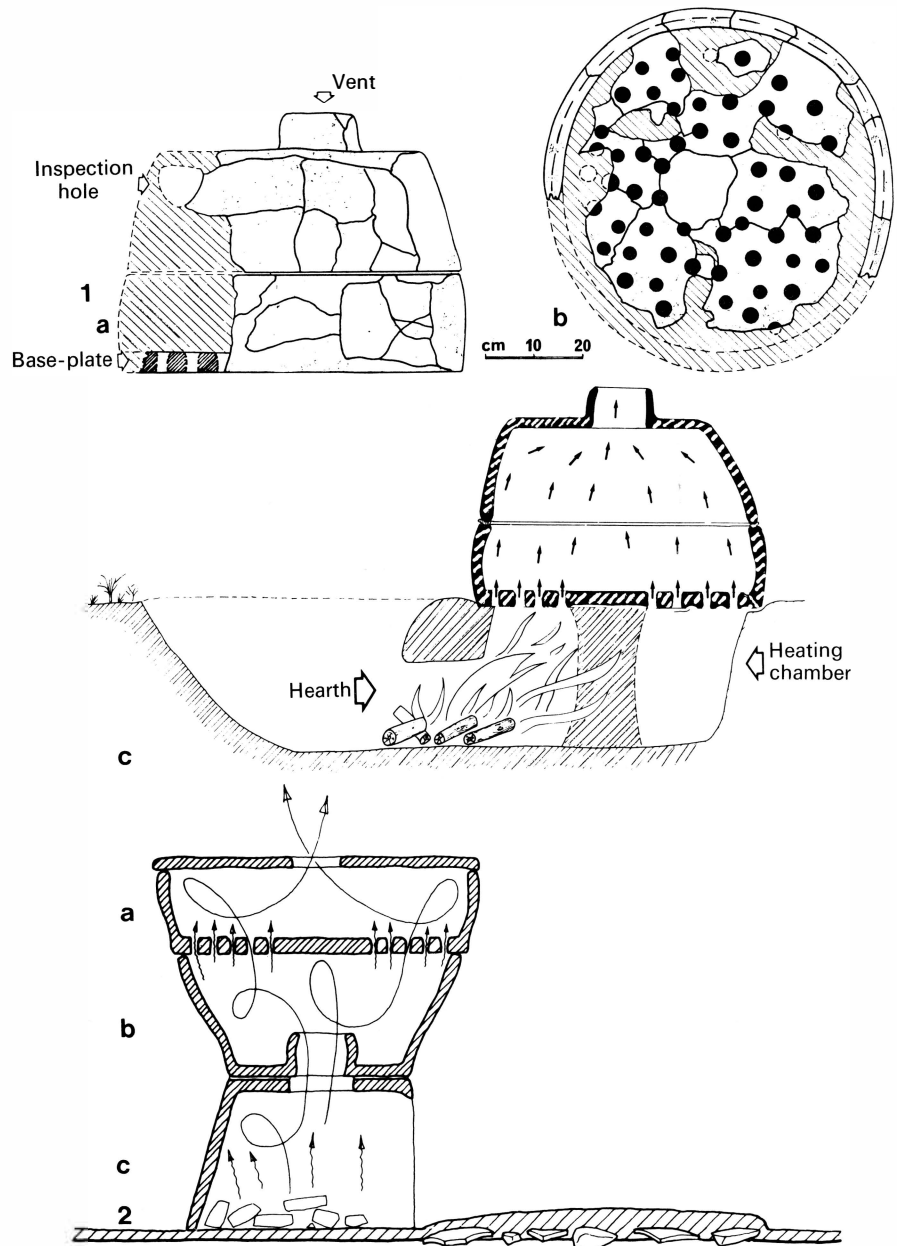 Vent
Inspection
hole
1
a
Base-plate
b
cm 10 20
Hearth
Heating
chamber
c
a
b
c
2